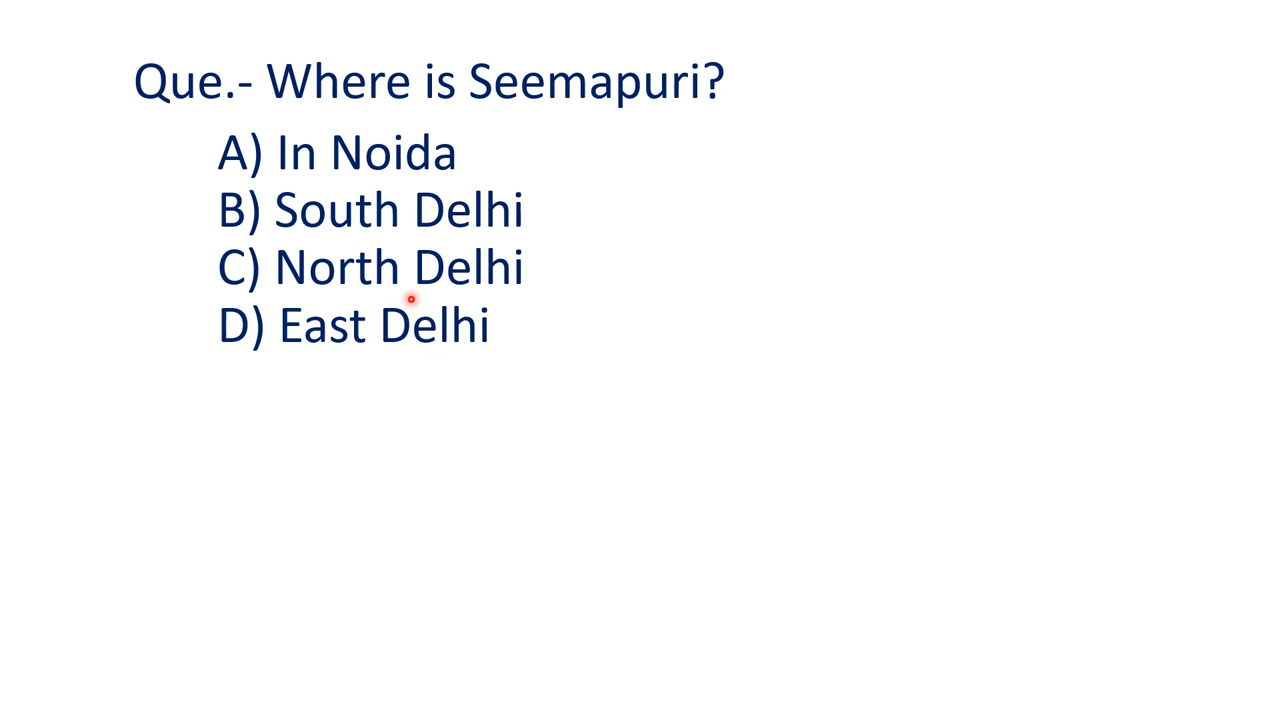 Que.- Where is Seemapuri?
A) In Noida
B) South Delhi
C) North Delhi
D) East Delhi